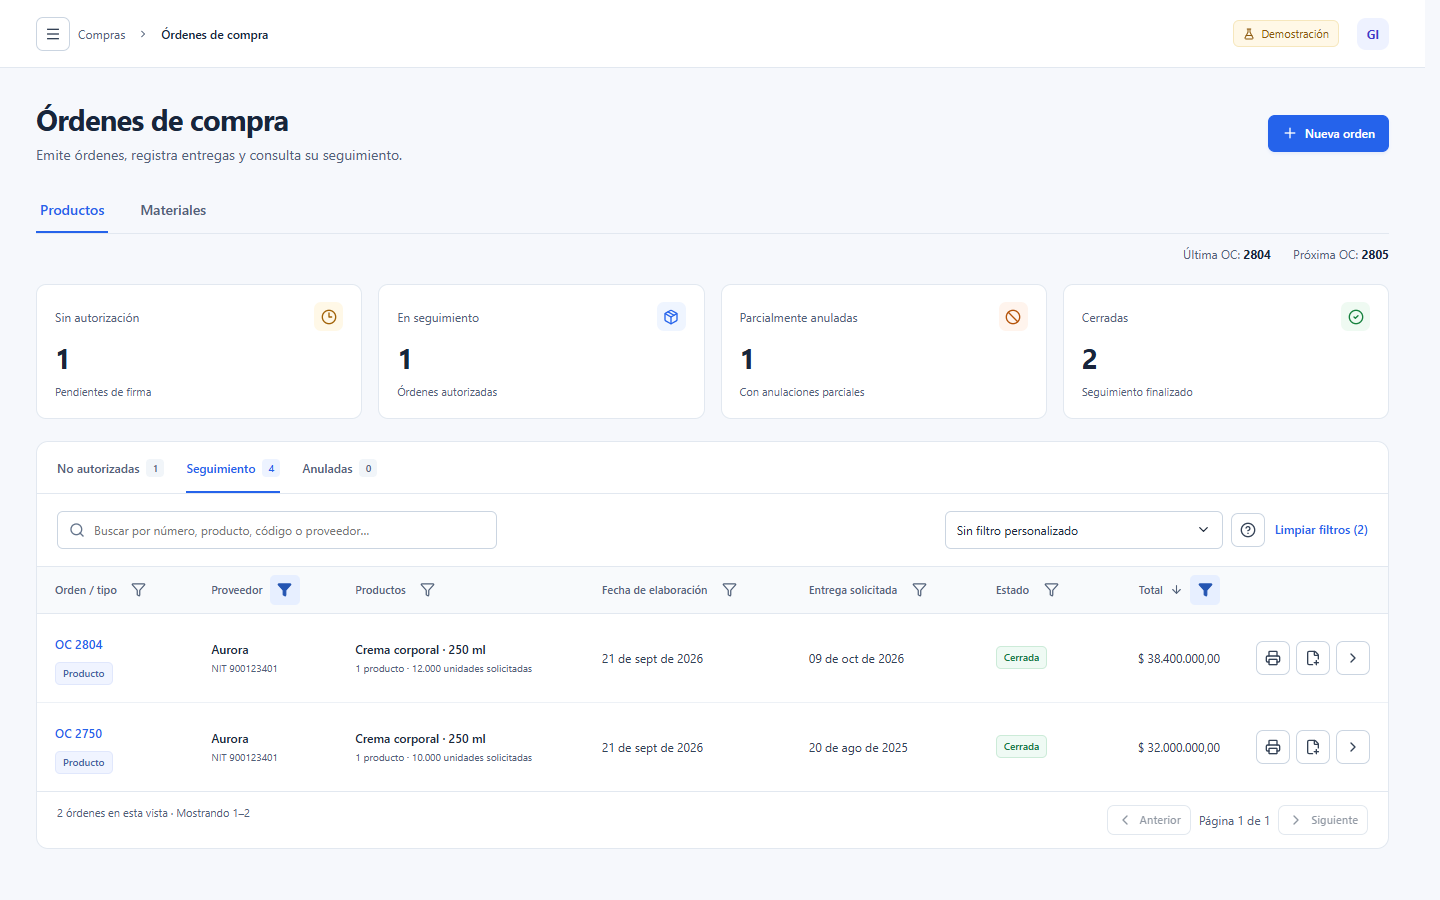 Compras > Órdenes de compra
Demostración
GI
Órdenes de compra
Emite órdenes, registra entregas y consulta su seguimiento.
Nueva orden
Productos
Materiales
Última OC: 2804
Próxima OC: 2805
Sin autorización
1
Pendientes de firma
En seguimiento
1
Órdenes autorizadas
Parcialmente anuladas
1
Con anulaciones parciales
Cerradas
2
Seguimiento finalizado
No autorizadas 1
Seguimiento 4
Anuladas 0
Buscar por número, producto, código o proveedor...
Sin filtro personalizado
Limpiar filtros (2)
Orden / tipo
Proveedor
Productos
Fecha de elaboración
Entrega solicitada
Estado
Total
OC 2804
Producto
Aurora
NIT 900123401
Crema corporal · 250 ml
1 producto · 12.000 unidades solicitadas
21 de sept de 2026
09 de oct de 2026
Cerrada
$ 38.400.000,00
OC 2750
Producto
Aurora
NIT 900123401
Crema corporal · 250 ml
1 producto · 10.000 unidades solicitadas
21 de sept de 2026
20 de ago de 2025
Cerrada
$ 32.000.000,00
2 órdenes en esta vista · Mostrando 1–2
Anterior
Página 1 de 1
Siguiente